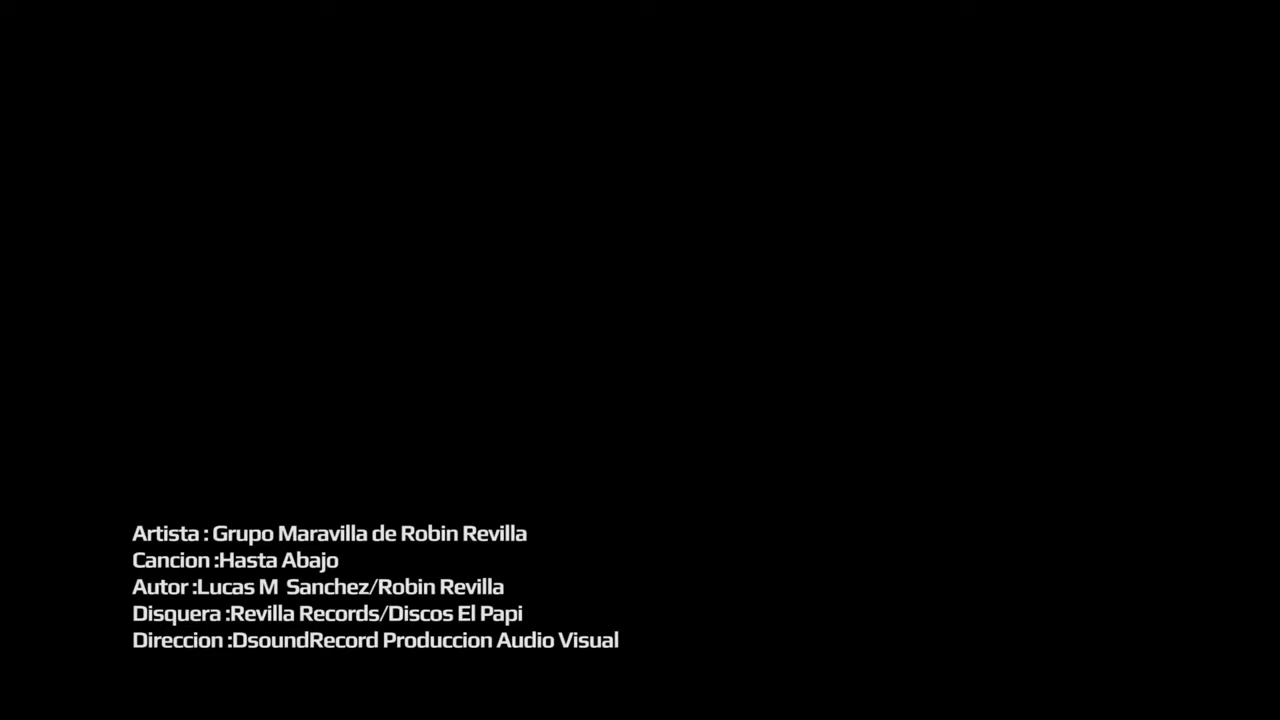 Artista : Grupo Maravilla de Robin Revilla
Cancion :Hasta Abajo
Autor :Lucas M  Sanchez/Robin Revilla
Disquera :Revilla Records/Discos El Papi
Direccion :DsoundRecord Produccion Audio Visual